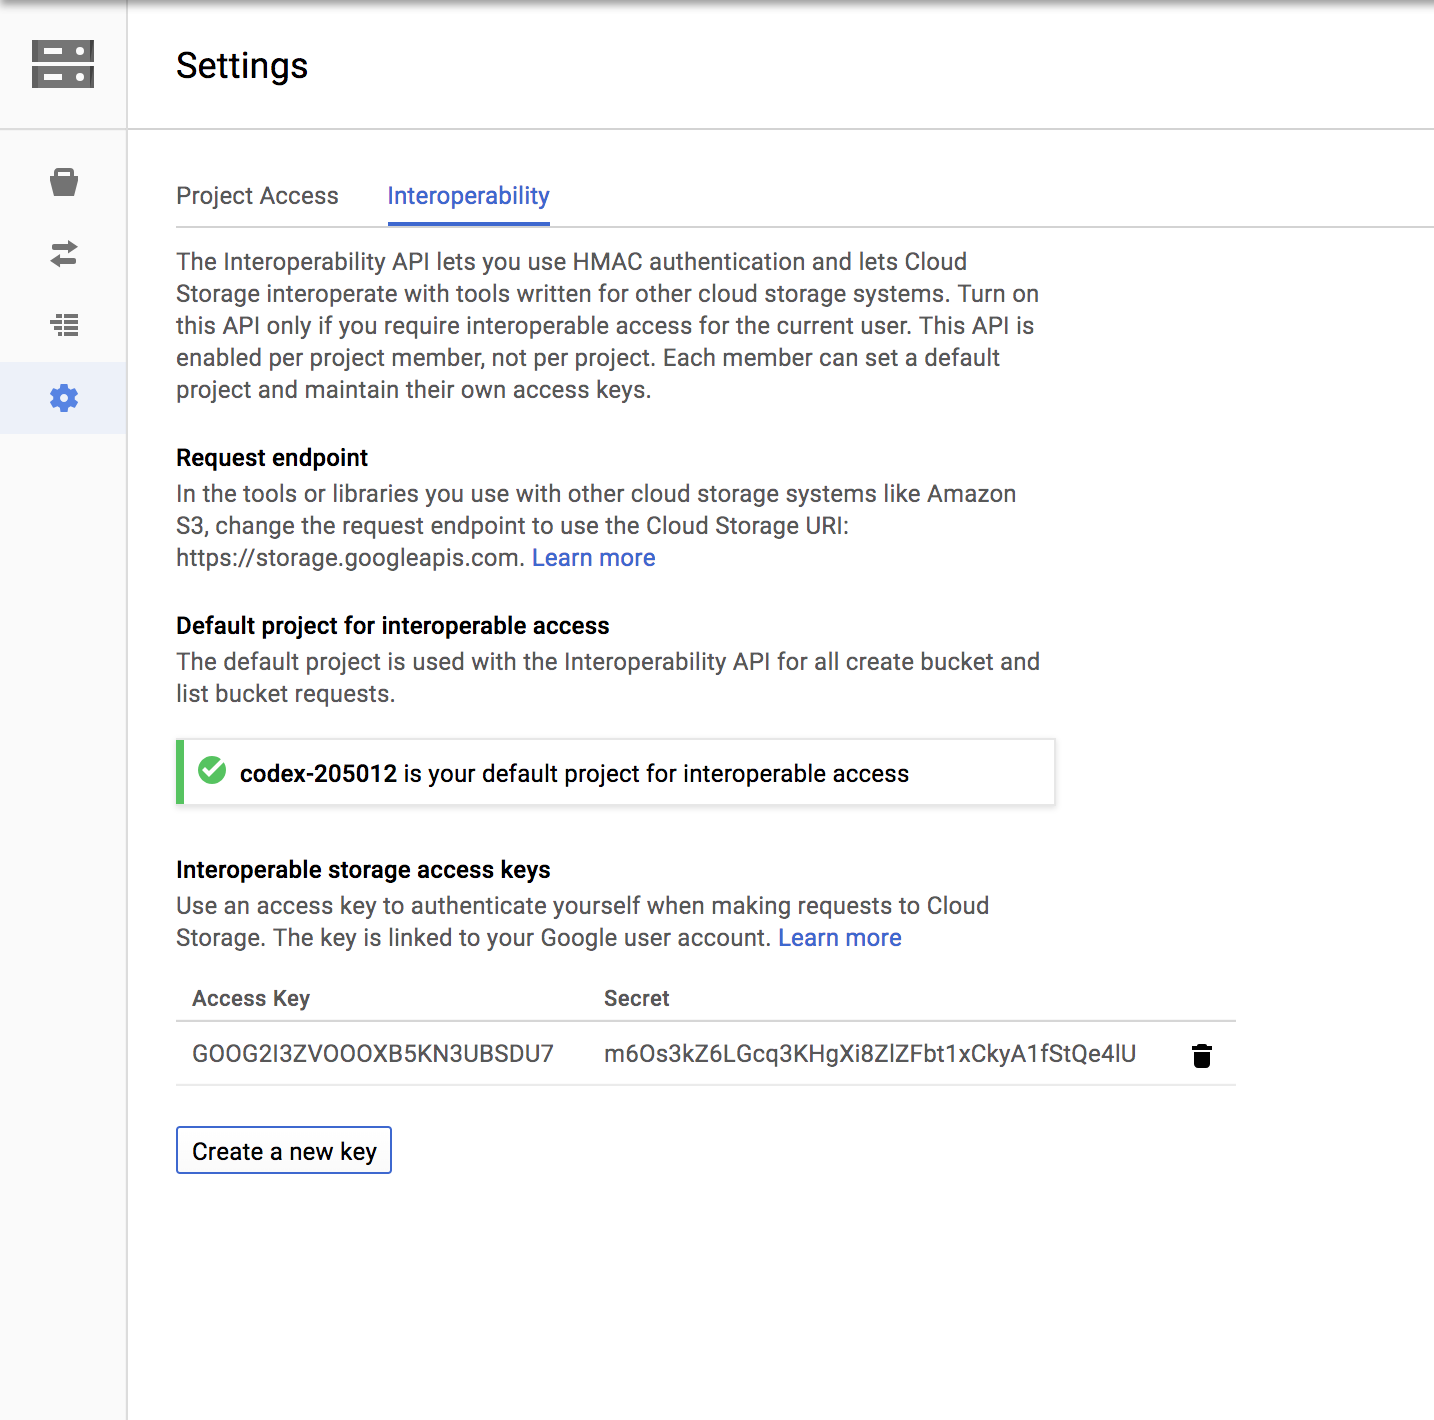 Settings
Project Access Interoperability
The Interoperability API lets you use HMAC authentication and lets Cloud
Storage interoperate with tools written for other cloud storage systems. Turn on
this API only if you require interoperable access for the current user. This API is
enabled per project member, not per project. Each member can set a default
project and maintain their own access keys.
Request endpoint
In the tools or libraries you use with other cloud storage systems like Amazon
S3, change the request endpoint to use the Cloud Storage URI:
https://storage.googleapis.com. Learn more
Default project for interoperable access
The default project is used with the Interoperability API for all create bucket and
list bucket requests.
codex-205012 is your default project for interoperable access
Interoperable storage access keys
Use an access key to authenticate yourself when making requests to Cloud
Storage. The key is linked to your Google user account. Learn more
Access Key Secret
GOOG2I3ZVOOOXB5KN3UBSDU7 m6Os3kZ6LGcq3KHgXi8ZlZFbt1xCkyA1fStQe4lU
Create a new key